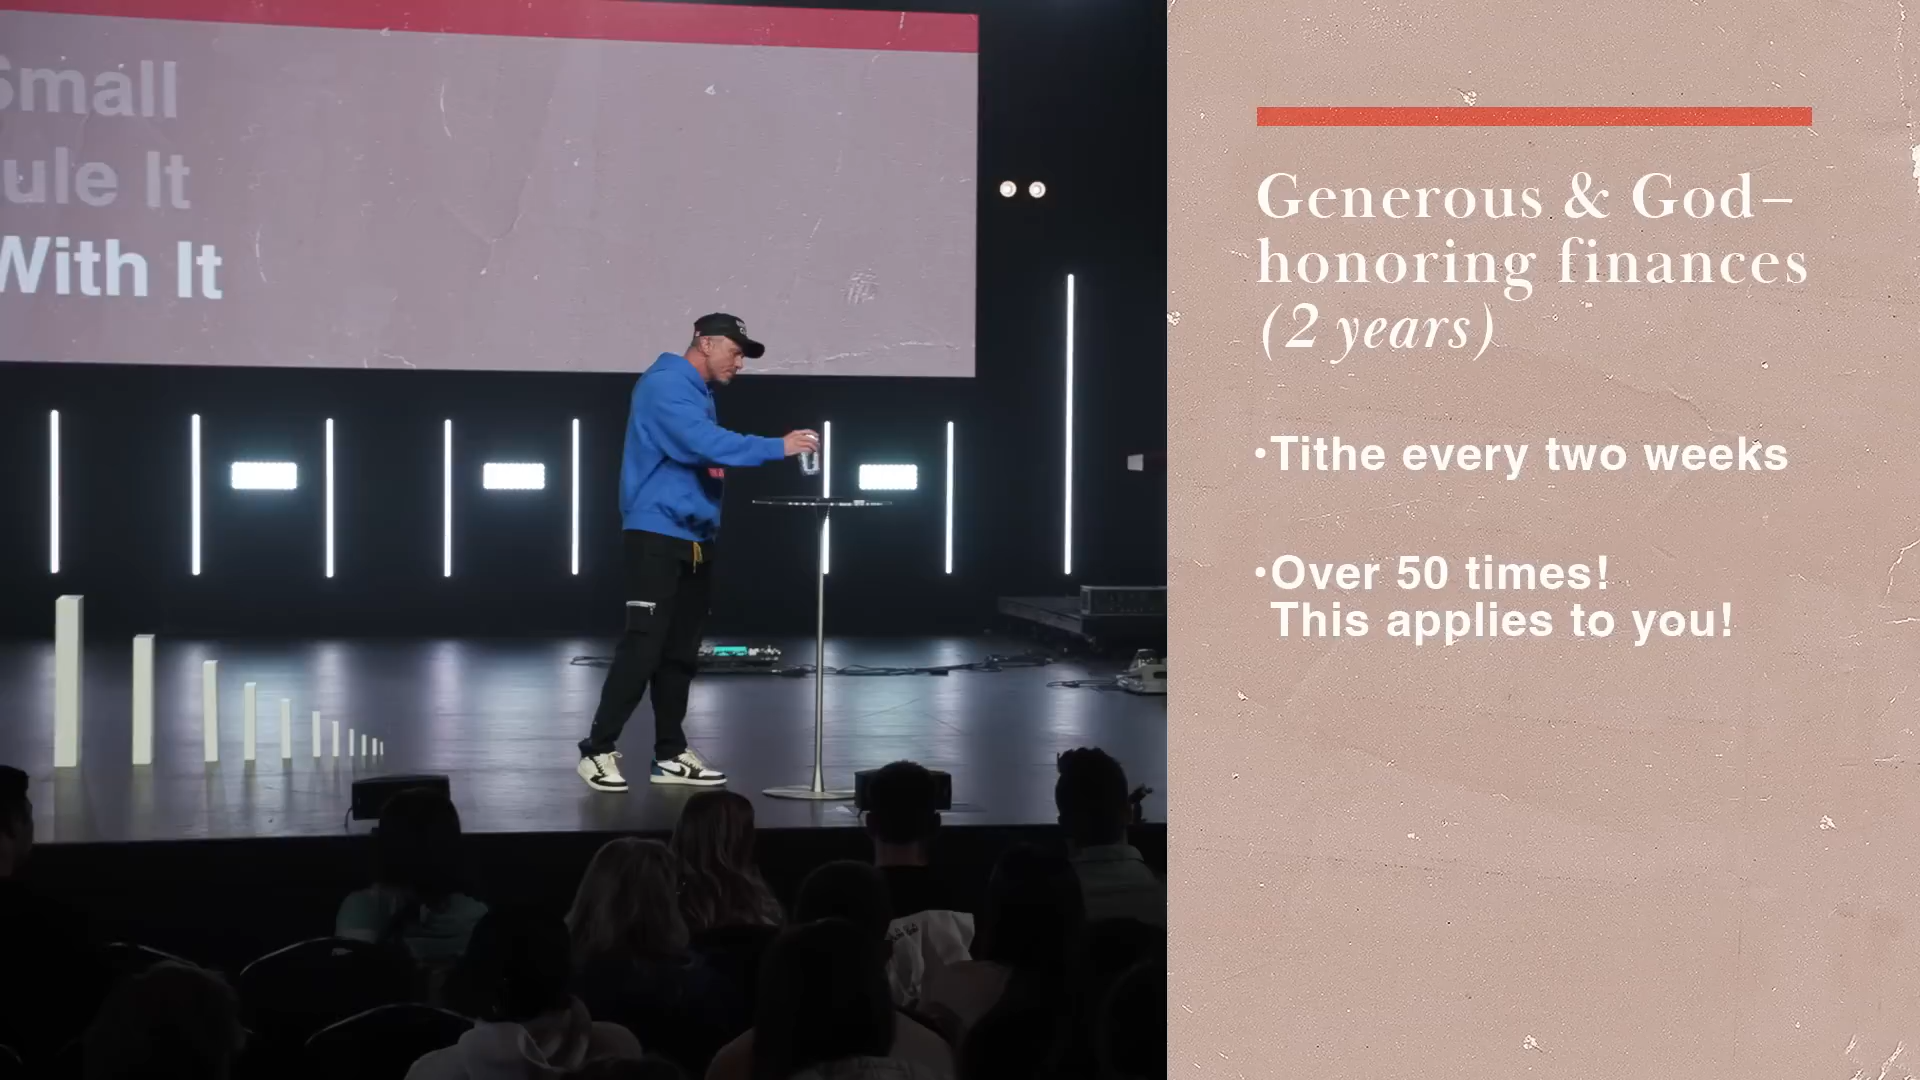 Small
ule It
With It
Generous & God–
honoring finances
(2 years)
•Tithe every two weeks
•Over 50 times!
This applies to you!